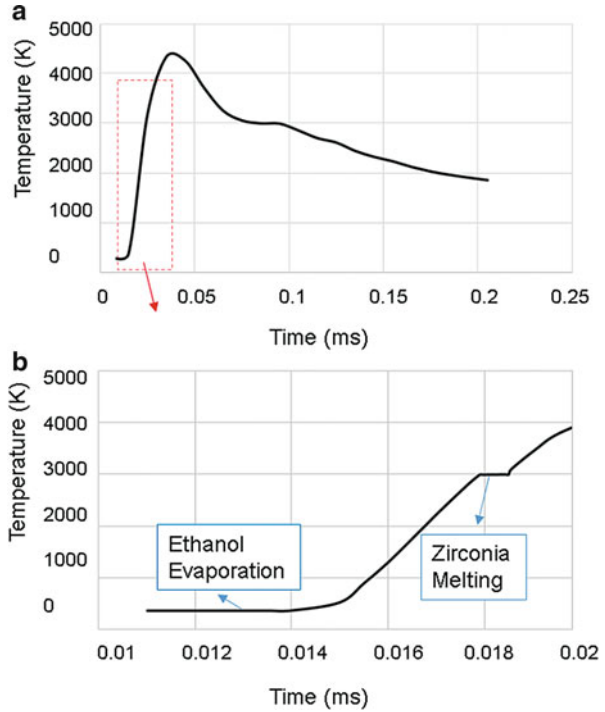 a
Temperature (K)
5000
4000
3000
2000
1000
0
0
0.05
0.1
0.15
0.2
0.25
Time (ms)
b
Temperature (K)
5000
4000
3000
2000
1000
0
Ethanol
Evaporation
Zirconia
Melting
0.01
0.012
0.014
0.016
0.018
0.02
Time (ms)